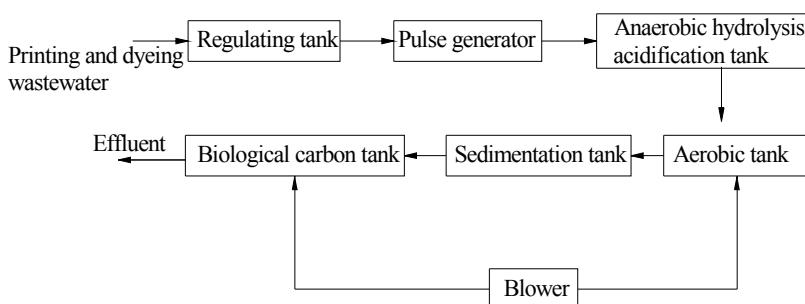 Printing and dyeing
wastewater
Regulating tank
Pulse generator
Anaerobic hydrolysis
acidification tank
Effluent
Biological carbon tank
Sedimentation tank
Aerobic tank
Blower